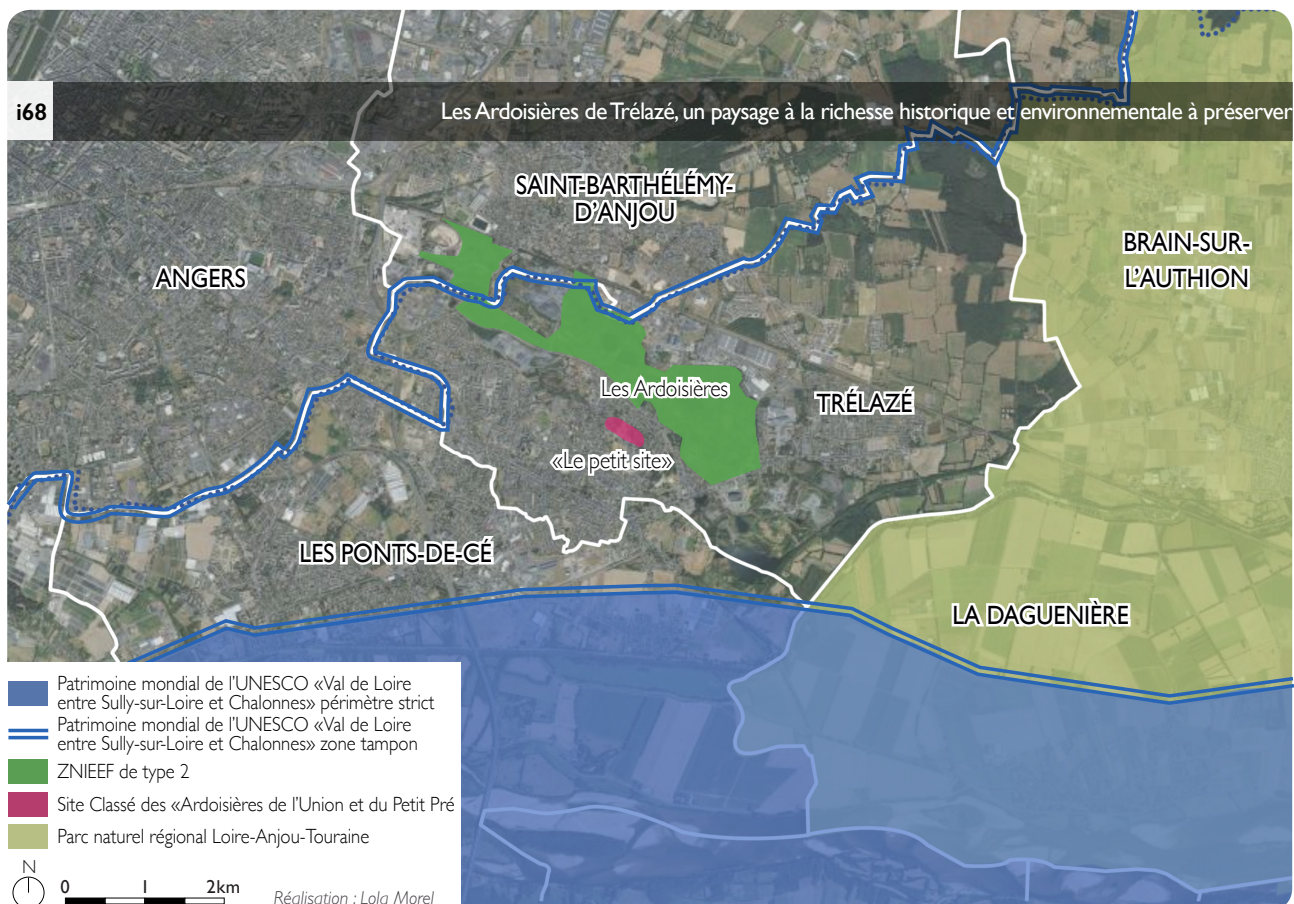 i68
Les Ardoisières de Trélazé, un paysage à la richesse historique et environnementale à préserver
SAINT-BARTHÉLÉMY-
D'ANJOU
BRAIN-SUR-
L'AUTHION
ANGERS
Les Ardoisières
TRÉLAZÉ
«Le petit site»
LES PONTS-DE-CÉ
LA DAGUENIÈRE
Patrimoine mondial de l'UNESCO «Val de Loire
entre Sully-sur-Loire et Chalonnes» périmètre strict
Patrimoine mondial de l'UNESCO «Val de Loire
entre Sully-sur-Loire et Chalonnes» zone tampon
ZNIEEF de type 2
Site Classé des «Ardoisières de l'Union et du Petit Pré
Parc naturel régional Loire-Anjou-Touraine
N
0 1 2km
Réalisation : Lola Morel